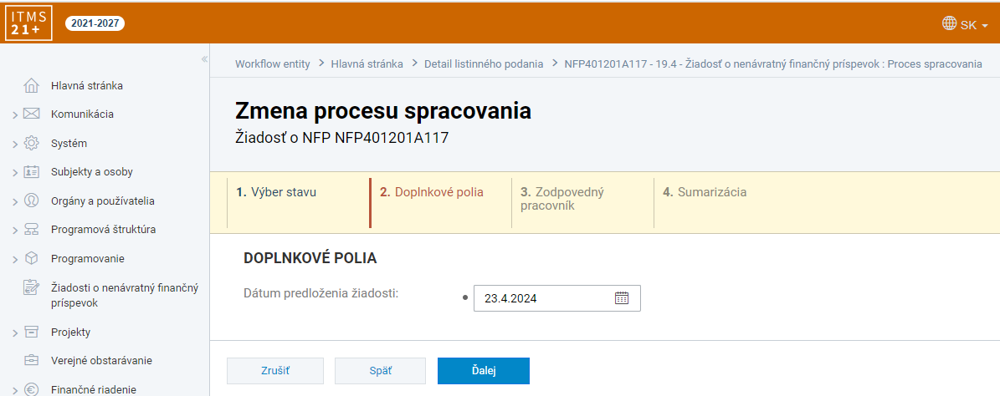 ITMS
21+
2021-2027
SK
Workflow entity > Hlavná stránka > Detail listinného podania > NFP401201A117 - 19.4 - Žiadosť o nenávratný finančný príspevok : Proces spracovania
Hlavná stránka
Komunikácia
Systém
Subjekty a osoby
Orgány a používatelia
Programová štruktúra
Programovanie
Žiadosti o nenávratný finančný
príspevok
Projekty
Verejné obstarávanie
Finančné riadenie
Zmena procesu spracovania
Žiadosť o NFP NFP401201A117
1. Výber stavu
2. Doplnkové polia
3. Zodpovedný
pracovník
4. Sumarizácia
DOPLNKOVÉ POLIA
Dátum predloženia žiadosti:
23.4.2024
Zrušiť
Späť
Ďalej